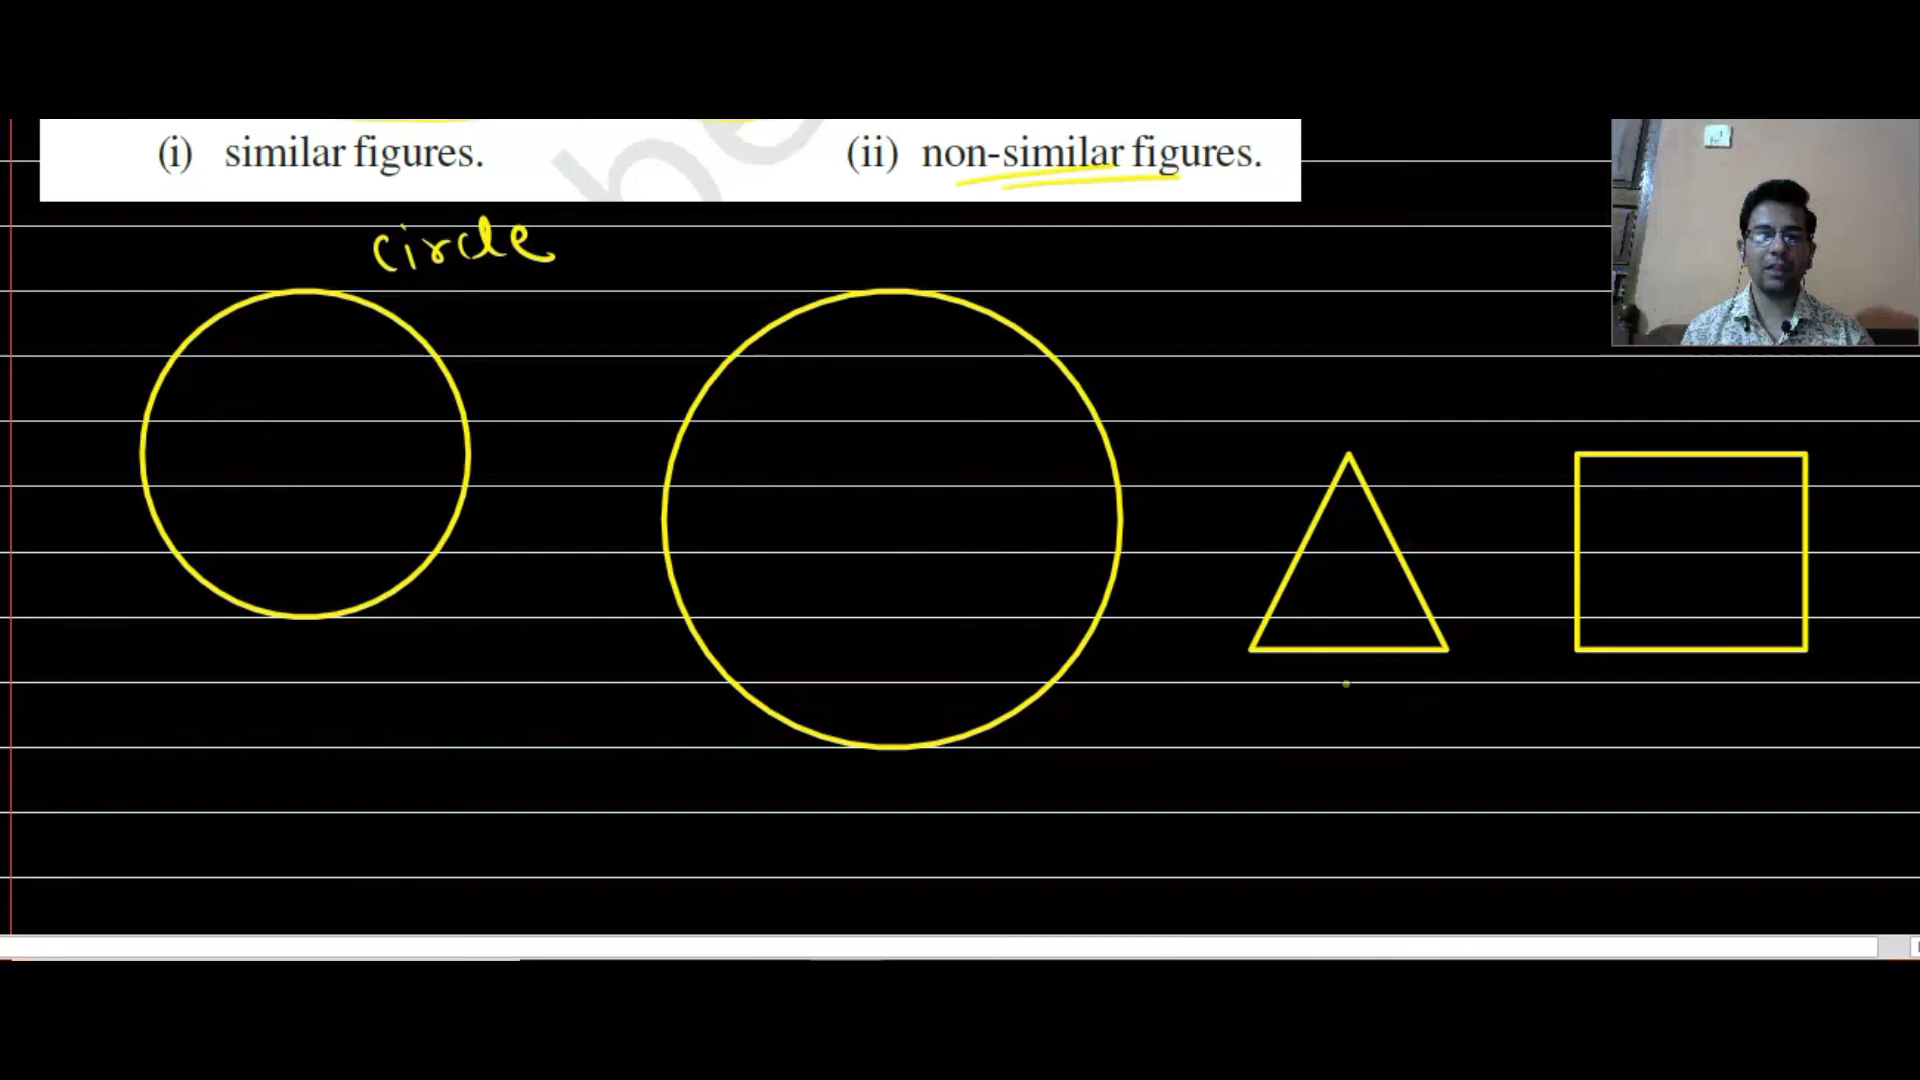 (i) similar figures. (ii) non-similar figures.
circle